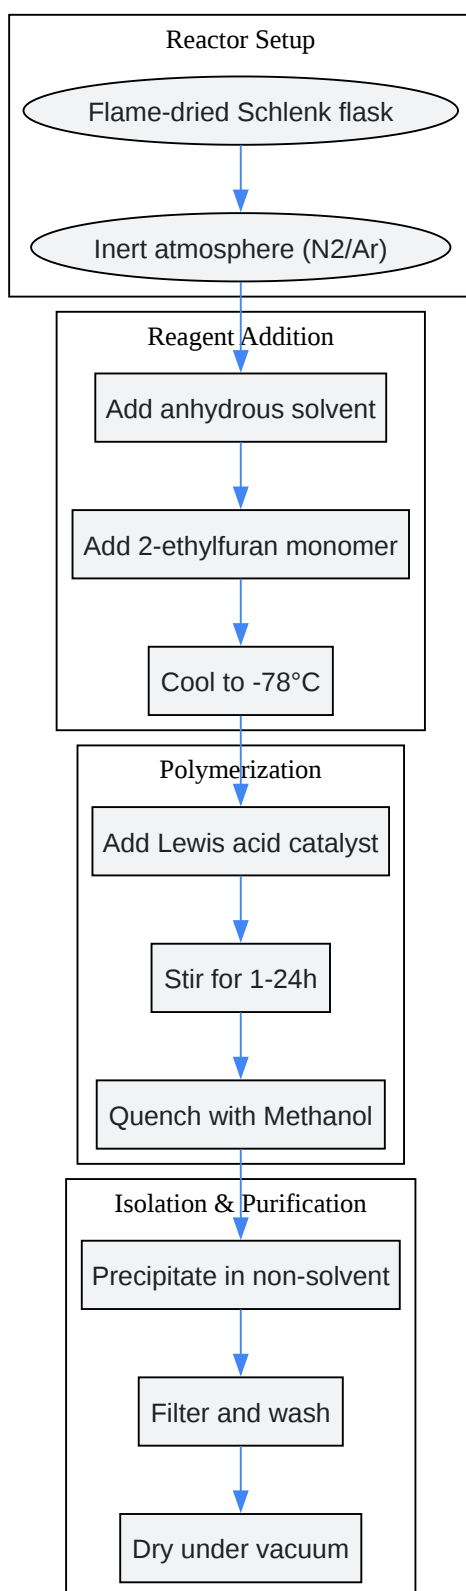 Reactor Setup
Flame-dried Schlenk flask
Inert atmosphere (N2/Ar)
Reagent Addition
Add anhydrous solvent
Add 2-ethylfuran monomer
Cool to -78°C
Polymerization
Add Lewis acid catalyst
Stir for 1-24h
Quench with Methanol
Isolation & Purification
Precipitate in non-solvent
Filter and wash
Dry under vacuum